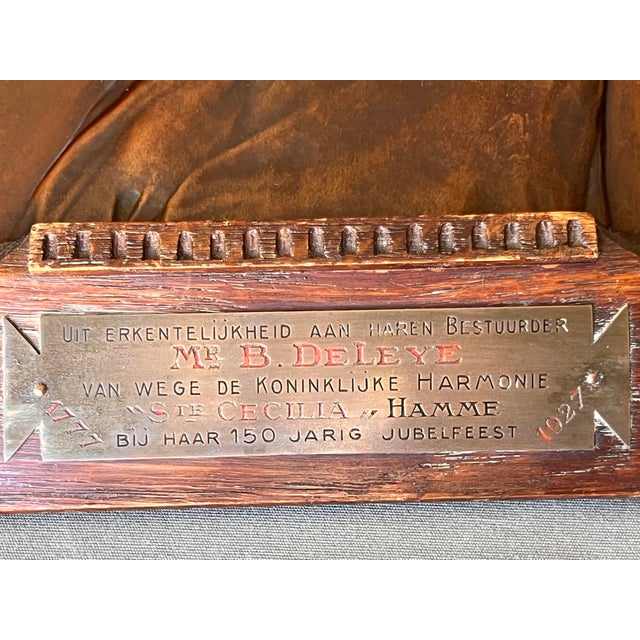 UIT ERKENTELIJKHEID AAN HAREN BESTUURDER
MR B. DELEYE
VAN WEGE DE KONINKLIJKE HARMONIE
"STE CECILIA" HAMME
1777 BIJ HAAR 150 JARIG JUBELFEEST 1927